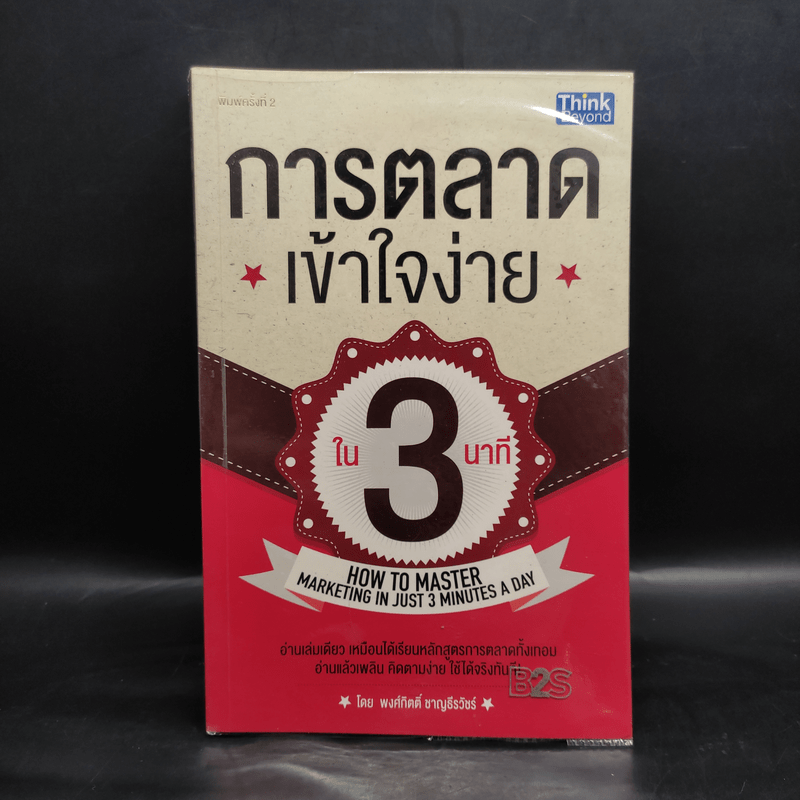 พิมพ์ครั้งที่ 2
Think
Beyond
การตลาด
เข้าใจง่าย
ใน 3 นาที
HOW TO MASTER
MARKETING IN JUST 3 MINUTES A DAY
อ่านเล่มเดียว เหมือนได้เรียนหลักสูตรการตลาดทั้งเทอม
อ่านแล้วเพลิน คิดตามง่าย ใช้ได้จริงทันที!
B2S
โดย พงศ์กิตติ์ ชาญธีรวัชร์